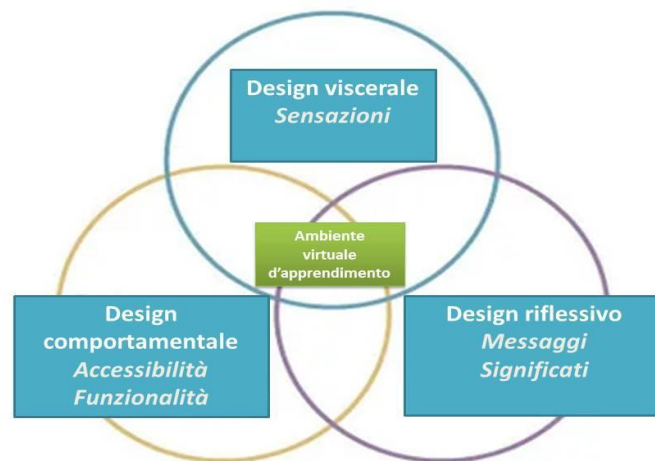 Design viscerale
Sensazioni
Ambiente
virtuale
d'apprendimento
Design
comportamentale
Accessibilità
Funzionalità
Design riflessivo
Messaggi
Significati